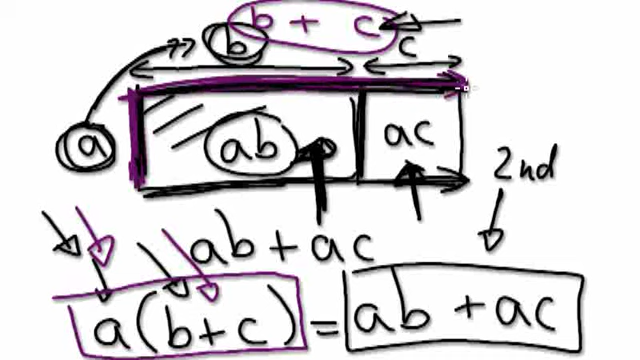 b + c
b c
a ab ac
2nd
ab + ac
a(b+c) = ab + ac